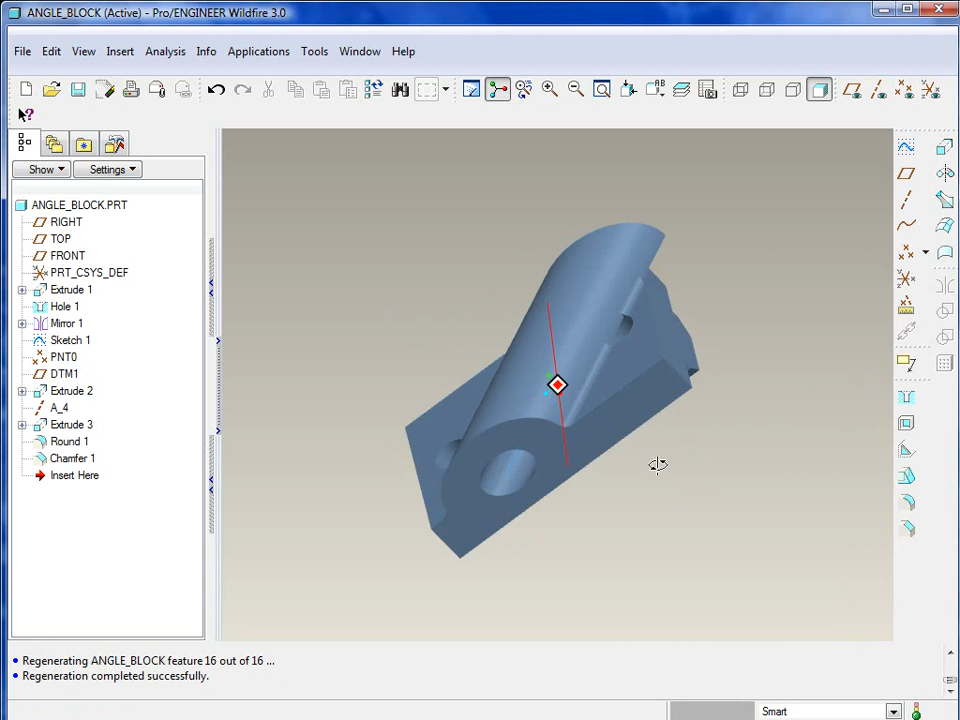 ANGLE_BLOCK (Active) - Pro/ENGINEER Wildfire 3.0
File Edit View Insert Analysis Info Applications Tools Window Help
Show Settings
ANGLE_BLOCK.PRT
RIGHT
TOP
FRONT
PRT_CSYS_DEF
Extrude 1
Hole 1
Mirror 1
Sketch 1
PNT0
DTM1
Extrude 2
A_4
Extrude 3
Round 1
Chamfer 1
Insert Here
Regenerating ANGLE_BLOCK feature 16 out of 16 ...
Regeneration completed successfully.
Smart